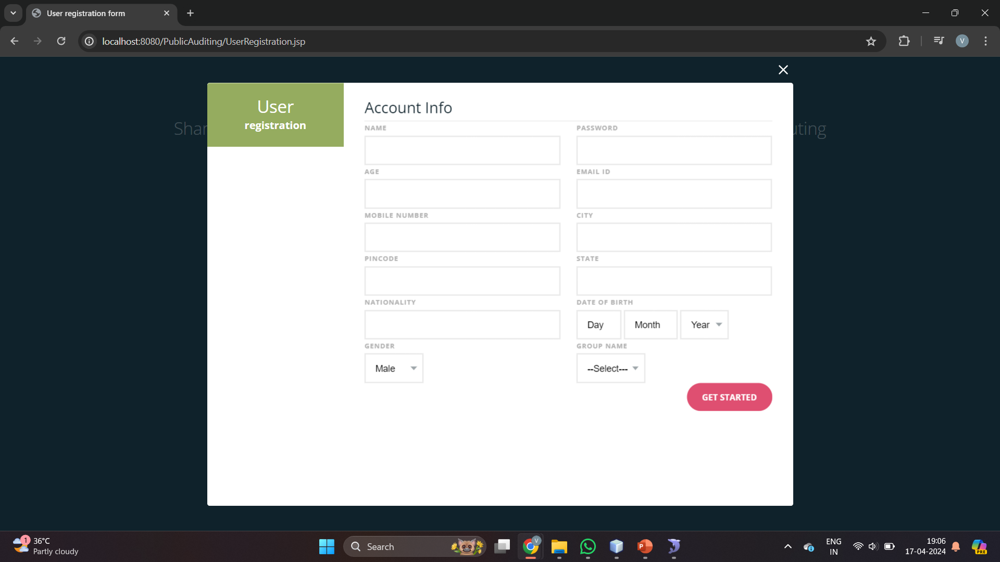 User registration form
localhost:8080/PublicAuditing/UserRegistration.jsp
V
Shar
uting
User
registration
Account Info
NAME
PASSWORD
AGE
EMAIL ID
MOBILE NUMBER
CITY
PINCODE
STATE
NATIONALITY
DATE OF BIRTH
Day
Month
Year
GENDER
GROUP NAME
Male
--Select---
GET STARTED
1
36°C
Partly cloudy
Search
V
P
ENG
IN
19:06
17-04-2024
PRE